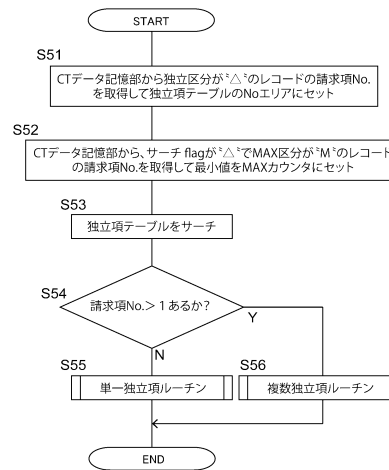 START
S51
CTデータ記憶部から独立区分が〝△〞のレコードの請求項No.
を取得して独立項テーブルのNoエリアにセット
S52
CTデータ記憶部から、サーチ flagが〝△〞でMAX区分が〝M〞のレコード
の請求項No.を取得して最小値をMAXカウンタにセット
S53
独立項テーブルをサーチ
S54
請求項No.＞1あるか？
Y
N
S55
単一独立項ルーチン
S56
複数独立項ルーチン
END